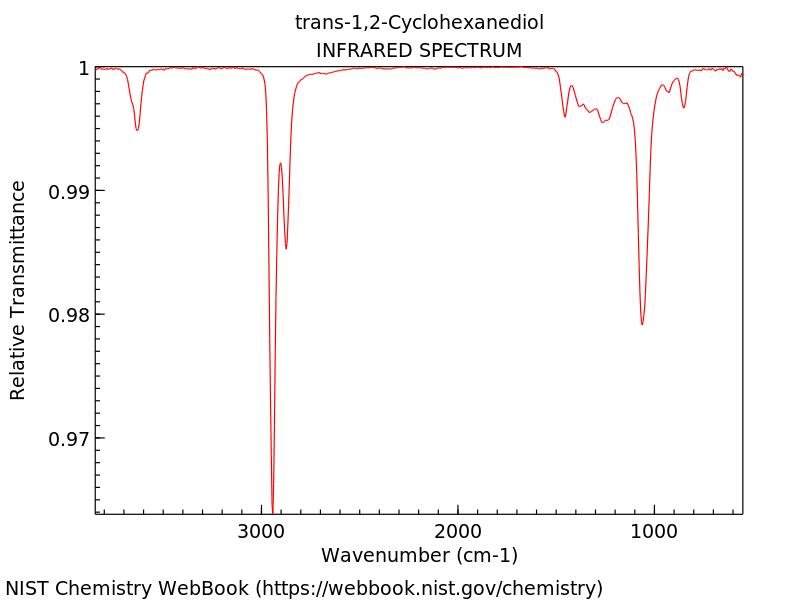 trans-1,2-Cyclohexanediol
INFRARED SPECTRUM
1
0.99
0.98
0.97
Relative Transmittance
3000 2000 1000
Wavenumber (cm-1)
NIST Chemistry WebBook (https://webbook.nist.gov/chemistry)